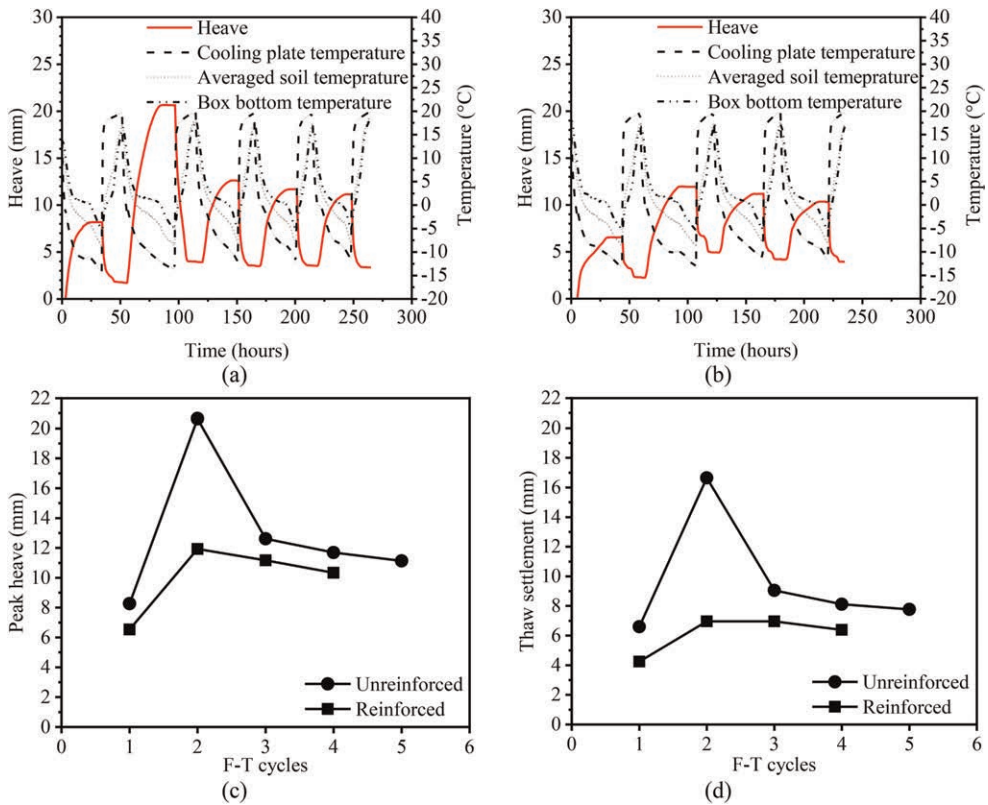 30
25
20
15
10
5
0
Heave (mm)
Heave
Cooling plate temperature
Averaged soil temeprature
Box bottom temperature
40
35
30
25
20
15
10
5
0
-5
-10
-15
-20
Temperature (°C)
0 50 100 150 200 250 300
Time (hours)
(a)
30
25
20
15
10
5
0
Heave (mm)
Heave
Cooling plate temperature
Averaged soil temeprature
Box bottom temperature
40
35
30
25
20
15
10
5
0
-5
-10
-15
-20
Temperature (°C)
0 50 100 150 200 250 300
Time (hours)
(b)
22
20
18
16
14
12
10
8
6
4
2
0
Peak heave (mm)
Unreinforced
Reinforced
0 1 2 3 4 5 6
F-T cycles
(c)
22
20
18
16
14
12
10
8
6
4
2
0
Thaw settlement (mm)
Unreinforced
Reinforced
0 1 2 3 4 5 6
F-T cycles
(d)